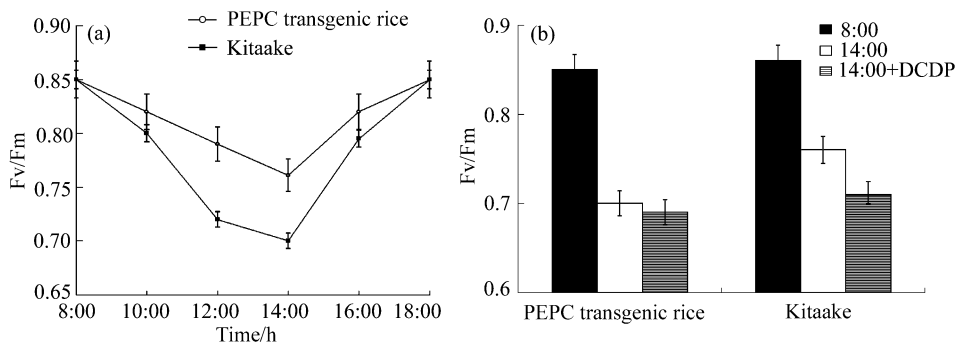 (a)
PEPC transgenic rice
Kitaake
0.90
0.85
0.80
0.75
0.70
0.65
Fv/Fm
8:00 10:00 12:00 14:00 16:00 18:00
Time/h
(b)
8:00
14:00
14:00+DCDP
0.9
0.8
0.7
0.6
Fv/Fm
PEPC transgenic rice Kitaake